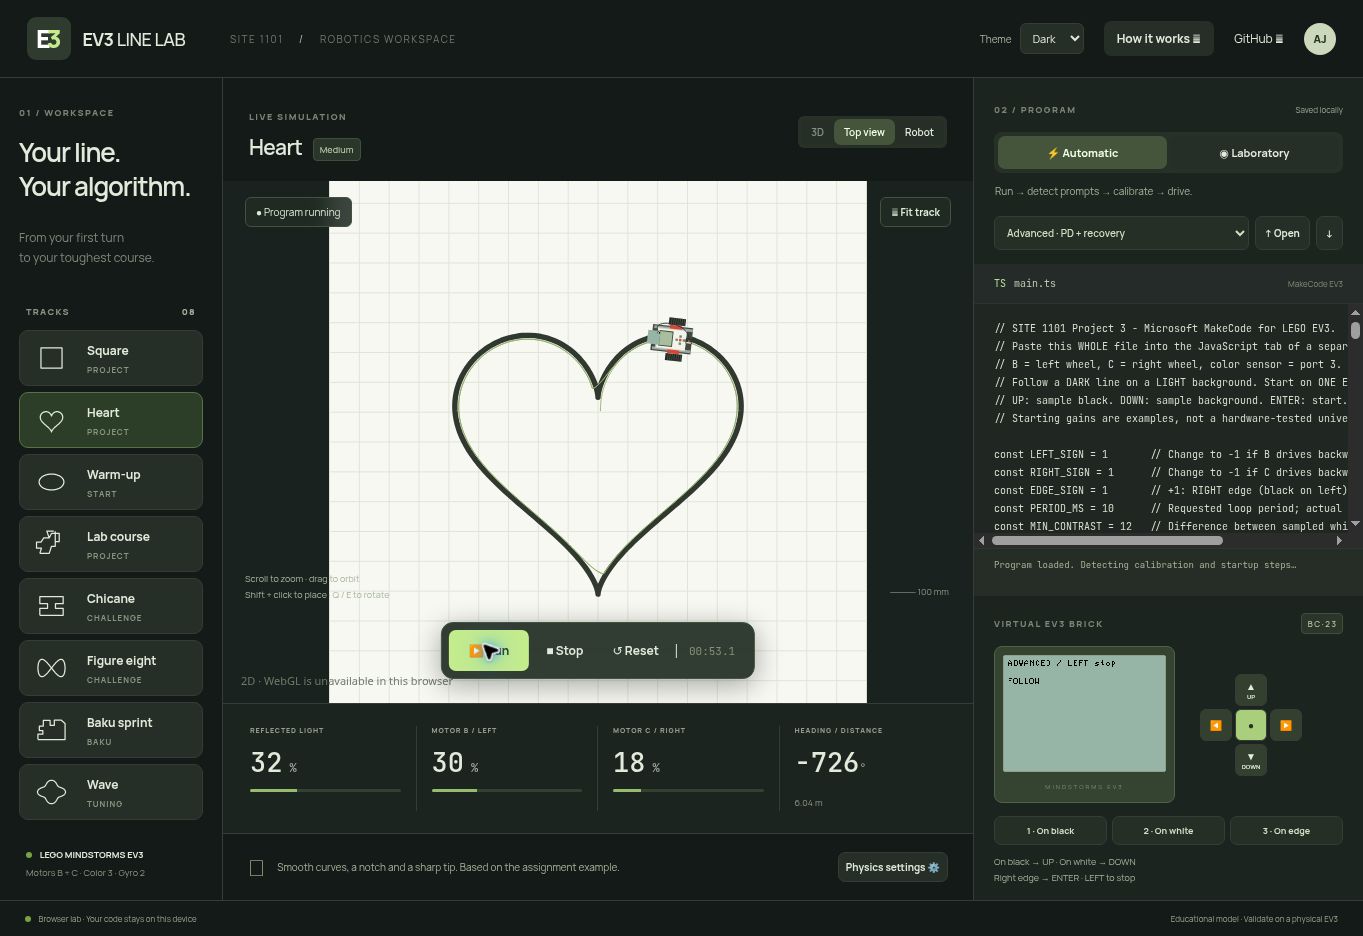 E3
EV3 LINE LAB
SITE 1101 / ROBOTICS WORKSPACE
Theme
Dark
How it works
GitHub
AJ
01 / WORKSPACE
Your line.
Your algorithm.
From your first turn
to your toughest course.
TRACKS 08
Square
PROJECT
Heart
PROJECT
Warm-up
START
Lab course
PROJECT
Chicane
CHALLENGE
Figure eight
CHALLENGE
Baku sprint
BAKU
Wave
TUNING
LEGO MINDSTORMS EV3
Motors B + C · Color 3 · Gyro 2
LIVE SIMULATION
Heart Medium
3D Top view Robot
● Program running
Fit track
Scroll to zoom · drag to orbit
Shift + click to place · Q / E to rotate
100 mm
■ Stop
↺ Reset
00:53.1
2D · WebGL is unavailable in this browser
REFLECTED LIGHT
32 %
MOTOR B / LEFT
30 %
MOTOR C / RIGHT
18 %
HEADING / DISTANCE
-726°
6.04 m
Smooth curves, a notch and a sharp tip. Based on the assignment example.
Physics settings ⚙️
02 / PROGRAM
Saved locally
⚡ Automatic
◉ Laboratory
Run → detect prompts → calibrate → drive.
Advanced · PD + recovery
↑ Open
↓
TS main.ts
MakeCode EV3
// SITE 1101 Project 3 - Microsoft MakeCode for LEGO EV3.
// Paste this WHOLE file into the JavaScript tab of a separ
// B = left wheel, C = right wheel, color sensor = port 3.
// Follow a DARK line on a LIGHT background. Start on ONE E
// UP: sample black. DOWN: sample background. ENTER: start.
// Starting gains are examples, not a hardware-tested unive
const LEFT_SIGN = 1 // Change to -1 if B drives backw
const RIGHT_SIGN = 1 // Change to -1 if C drives backw
const EDGE_SIGN = 1 // +1: RIGHT edge (black on left)
const PERIOD_MS = 10 // Requested loop period; actual
const MIN_CONTRAST = 12 // Difference between sampled whi
Program loaded. Detecting calibration and startup steps…
VIRTUAL EV3 BRICK
BC·23
ADVANCED / LEFT stop
FOLLOW
MINDSTORMS EV3
▲
UP
◀ ● ▶
▼
DOWN
1 · On black
2 · On white
3 · On edge
On black → UP · On white → DOWN
Right edge → ENTER · LEFT to stop
Browser lab · Your code stays on this device
Educational model · Validate on a physical EV3